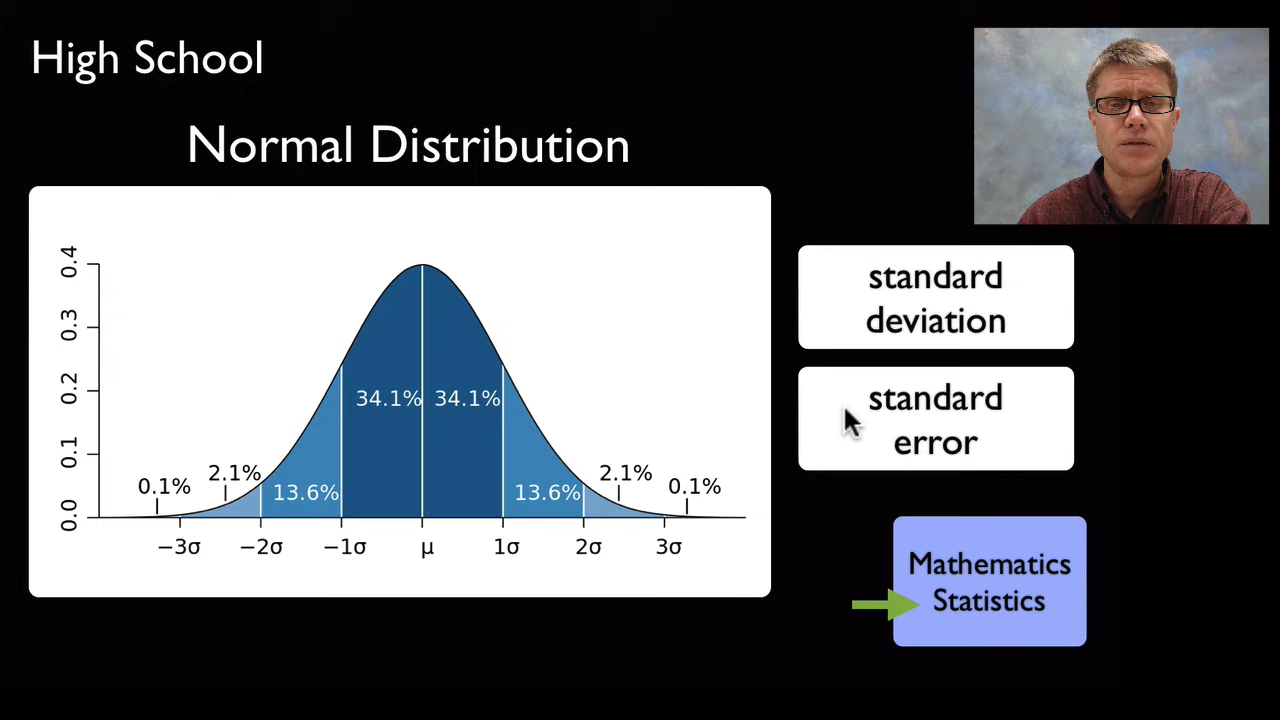 High School
Normal Distribution
0.4
0.3
0.2
0.1
0.0
34.1% 34.1%
0.1% 2.1% 13.6% 13.6% 2.1% 0.1%
−3σ −2σ −1σ μ 1σ 2σ 3σ
standard
deviation
standard
error
Mathematics
Statistics